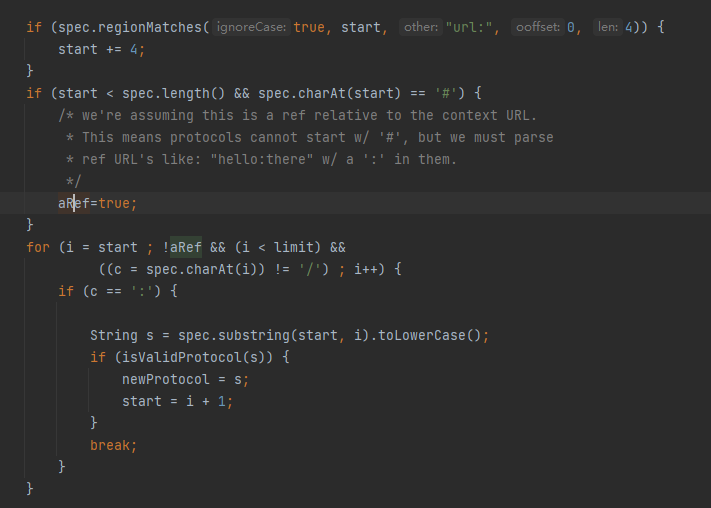 if (spec.regionMatches( ignoreCase: true, start, other: "url:", ooffset: 0, len: 4)) {
start += 4;
}
if (start < spec.length() && spec.charAt(start) == '#') {
/* we're assuming this is a ref relative to the context URL.
* This means protocols cannot start w/ '#', but we must parse
* ref URL's like: "hello:there" w/ a ':' in them.
*/
aRef=true;
}
for (i = start ; !aRef && (i < limit) &&
((c = spec.charAt(i)) != '/') ; i++) {
if (c == ':') {
String s = spec.substring(start, i).toLowerCase();
if (isValidProtocol(s)) {
newProtocol = s;
start = i + 1;
}
break;
}
}